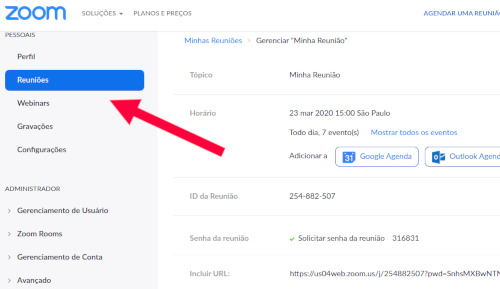 zoom SOLUÇÕES PLANOS E PREÇOS AGENDAR UMA REUNIÃ
PESSOAIS
Perfil
Reuniões
Webinars
Gravações
Configurações
ADMINISTRADOR
> Gerenciamento de Usuário
> Zoom Rooms
> Gerenciamento de Conta
> Avançado
Minhas Reuniões > Gerenciar "Minha Reunião"
Tópico Minha Reunião
Horário 23 mar 2020 15:00 São Paulo
Todo dia, 7 evento(s) Mostrar todos os eventos
Adicionar a 31 Google Agenda Outlook Agend
ID da Reunião 254-882-507
Senha da reunião ✓ Solicitar senha da reunião 316831
Incluir URL: https://us04web.zoom.us/j/254882507?pwd=SnhsMXBwNTN